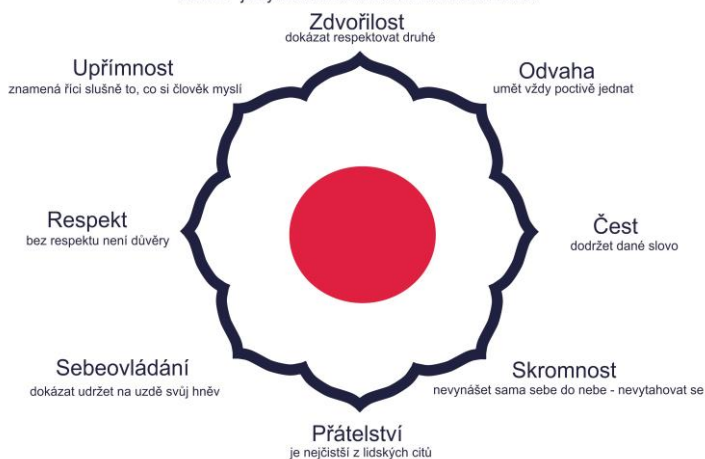 Zdvořilost
dokázat respektovat druhé
Upřímnost
znamená říci slušně to, co si člověk myslí
Odvaha
umět vždy poctivě jednat
Respekt
bez respektu není důvěry
Čest
dodržet dané slovo
Sebeovládání
dokázat udržet na uzdě svůj hněv
Skromnost
nevynášet sama sebe do nebe - nevytahovat se
Přátelství
je nejčistší z lidských citů